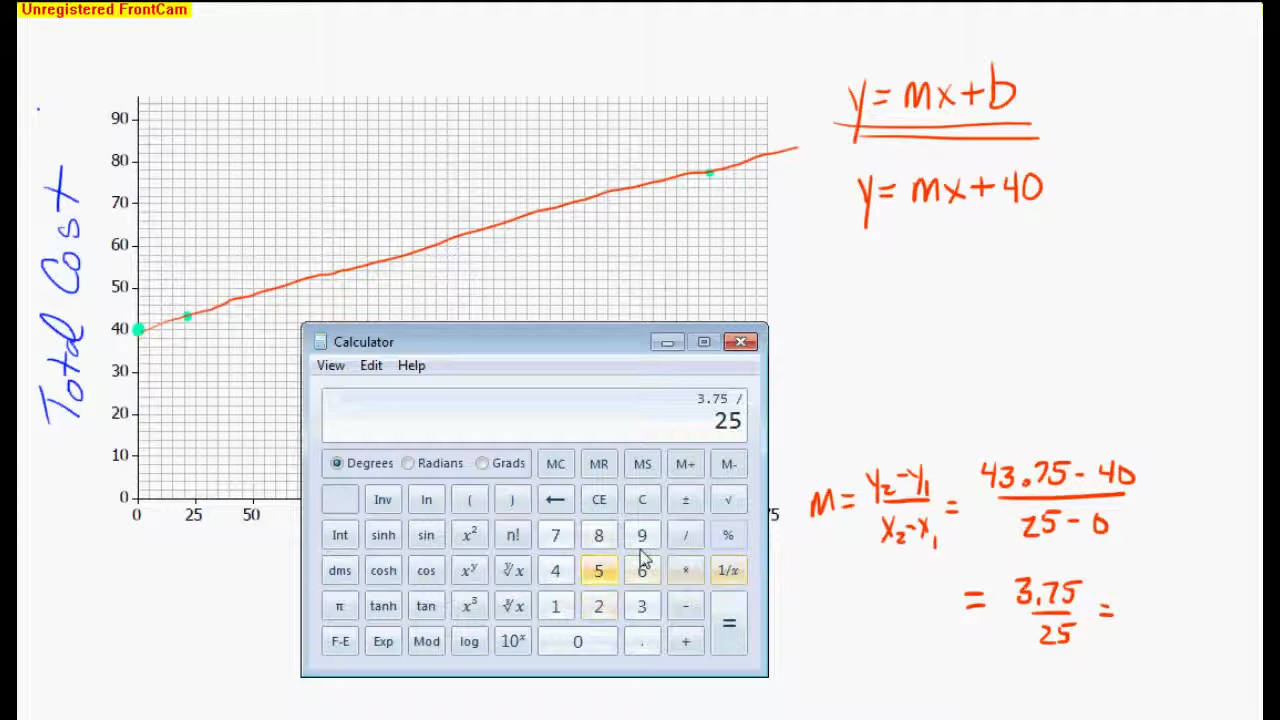 Unregistered FrontCam
Total Cost
90
80
70
60
50
40
30
20
10
0
0 25 50 75
y = mx + b
y = mx + 40
Calculator
View Edit Help
3.75 /
25
Degrees Radians Grads MC MR MS M+ M-
Inv ln ( ) ← CE C ± √
Int sinh sin x² n! 7 8 9 / %
dms cosh cos xʸ ʸ√x 4 5 6 * 1/x
π tanh tan x³ ³√x 1 2 3 - =
F-E Exp Mod log 10ˣ 0 . +
M = y₂-y₁ / x₂-x₁ = 43.75 - 40 / 25 - 0
= 3.75 / 25 =